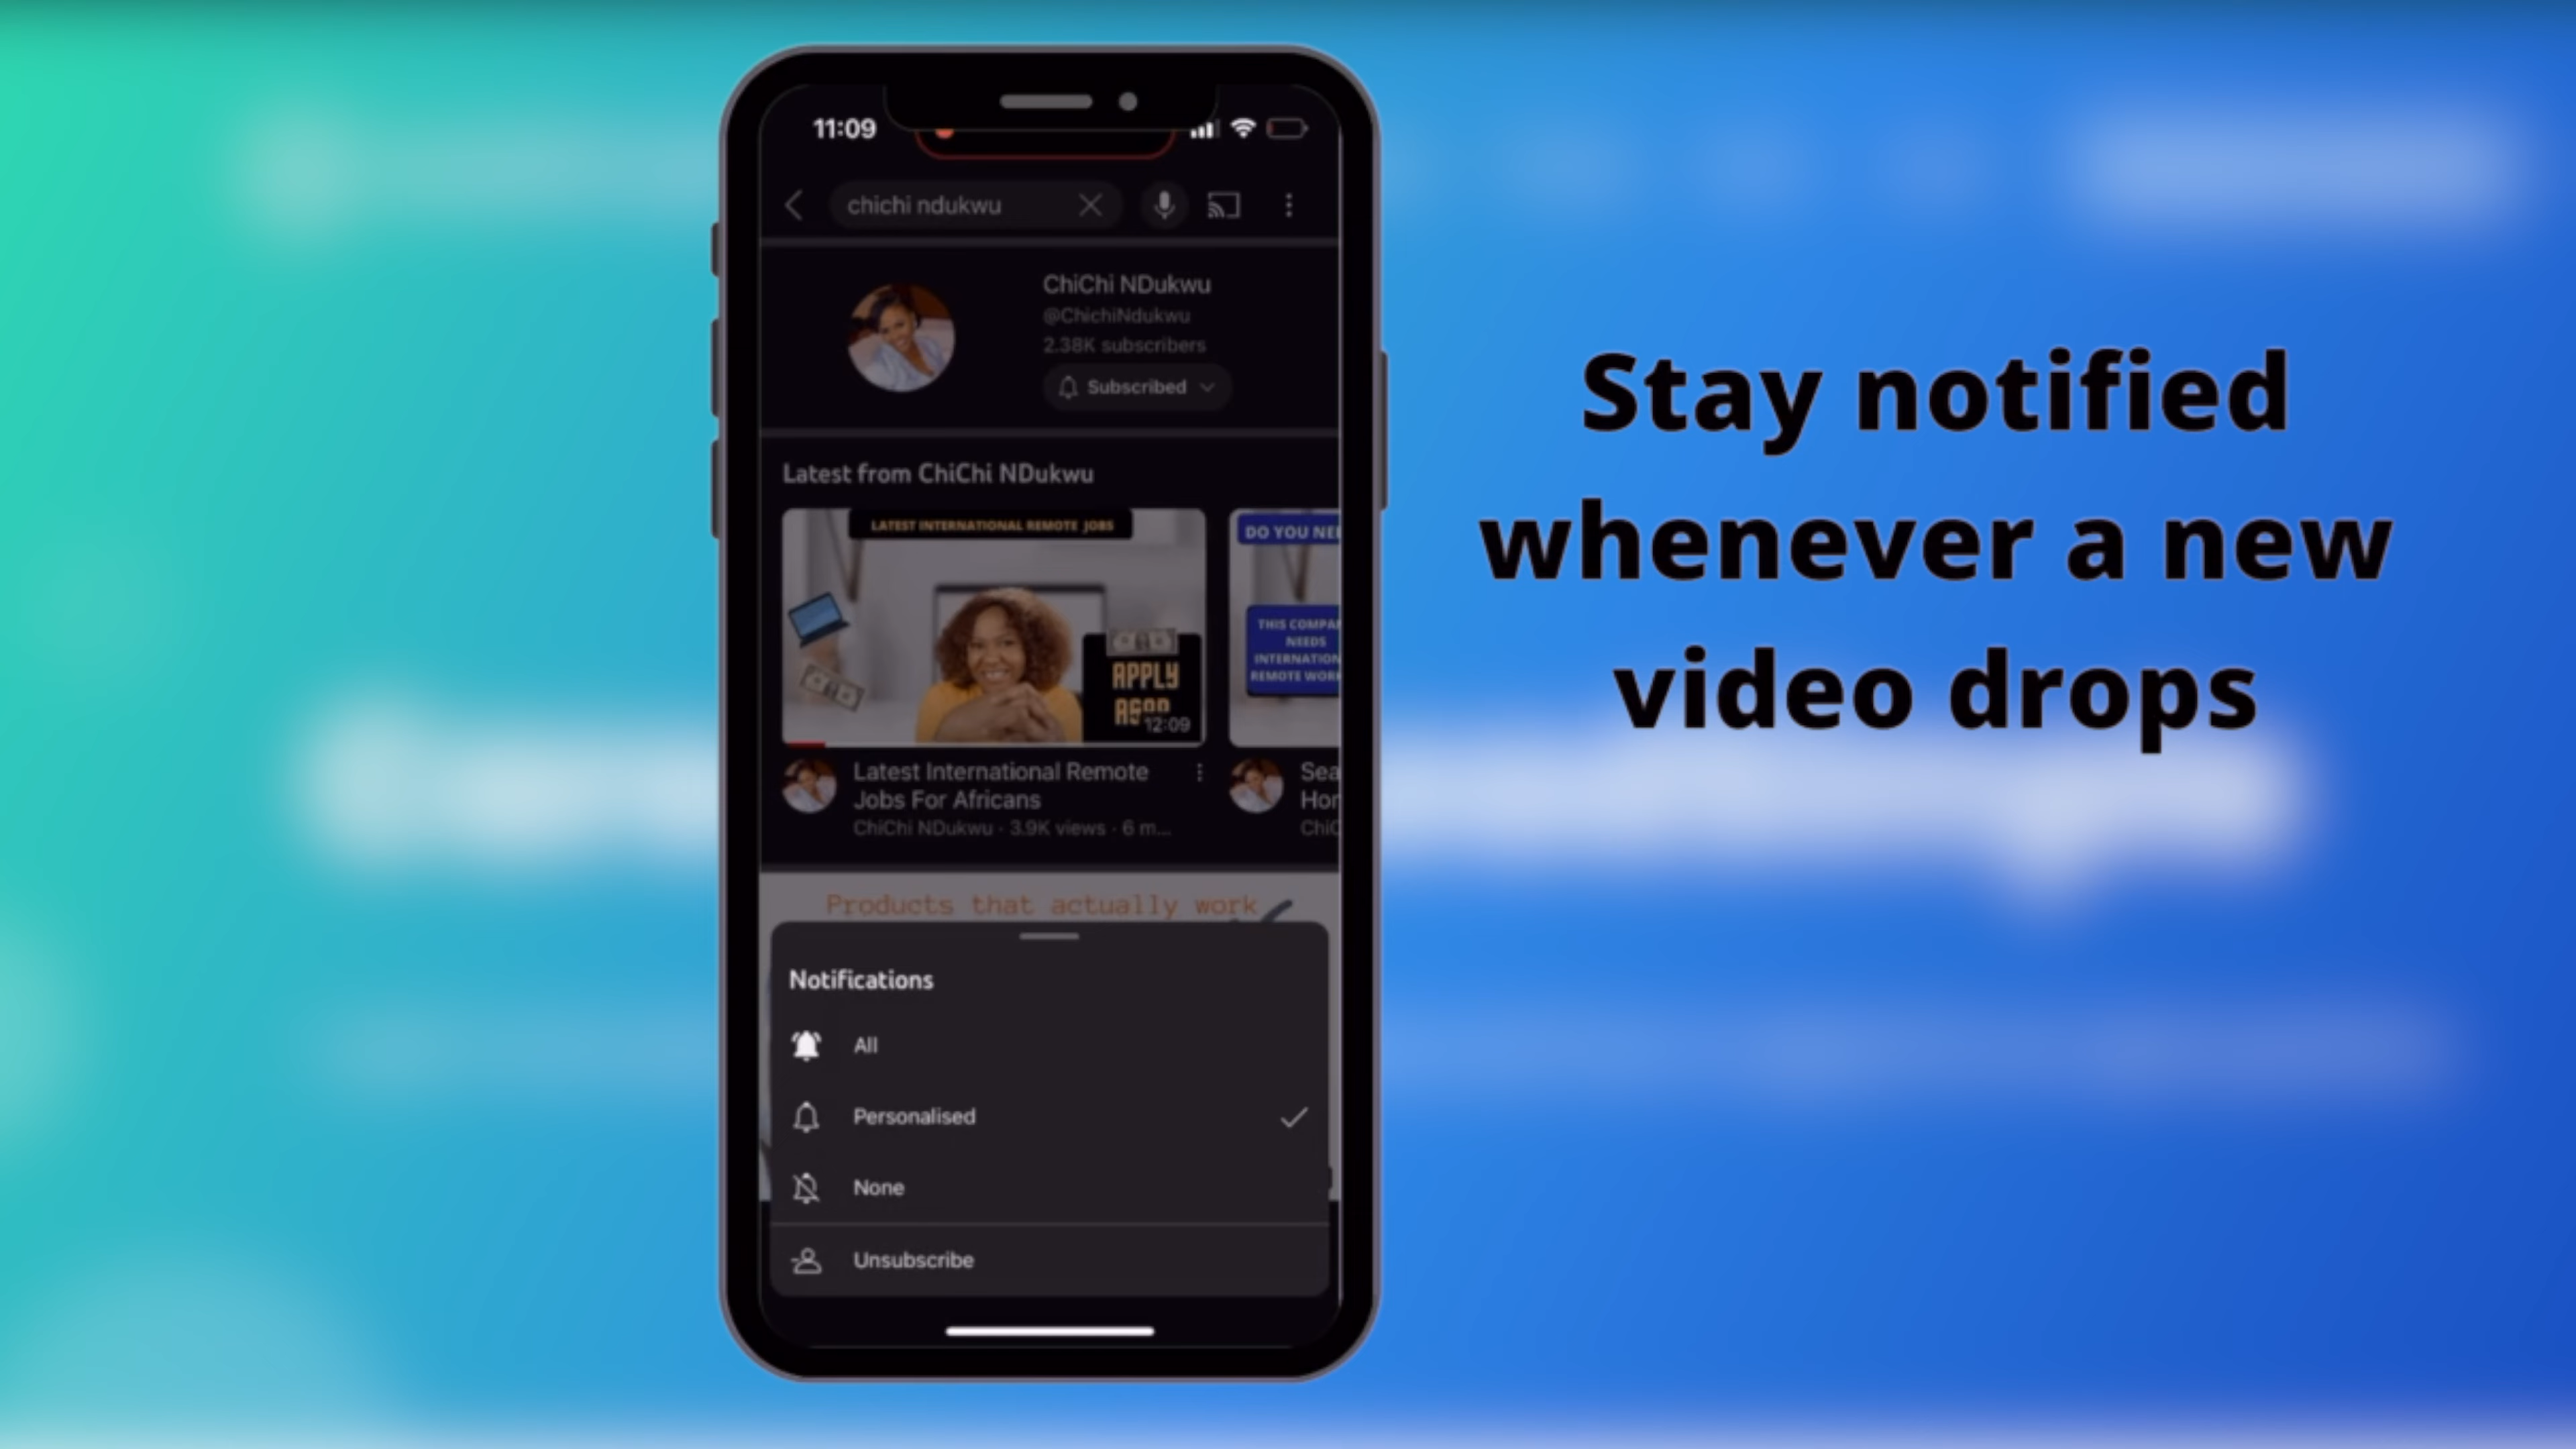 11:09
chichi ndukwu
ChiChi NDukwu
@ChichiNdukwu
2.38K subscribers
Subscribed
Latest from ChiChi NDukwu
LATEST INTERNATIONAL REMOTE JOBS
APPLY
ASAP
12:09
DO YOU NE
THIS COMPA
NEEDS
INTERNATION
REMOTE WOR
Latest International Remote
Jobs For Africans
ChiChi NDukwu · 3.9K views · 6 m...
Sea
Hor
ChiC
Products that actually work
Notifications
All
Personalised
None
Unsubscribe
Stay notified
whenever a new
video drops